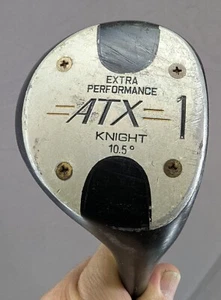 EXTRA
PERFORMANCE
ATX 1
KNIGHT
10.5°